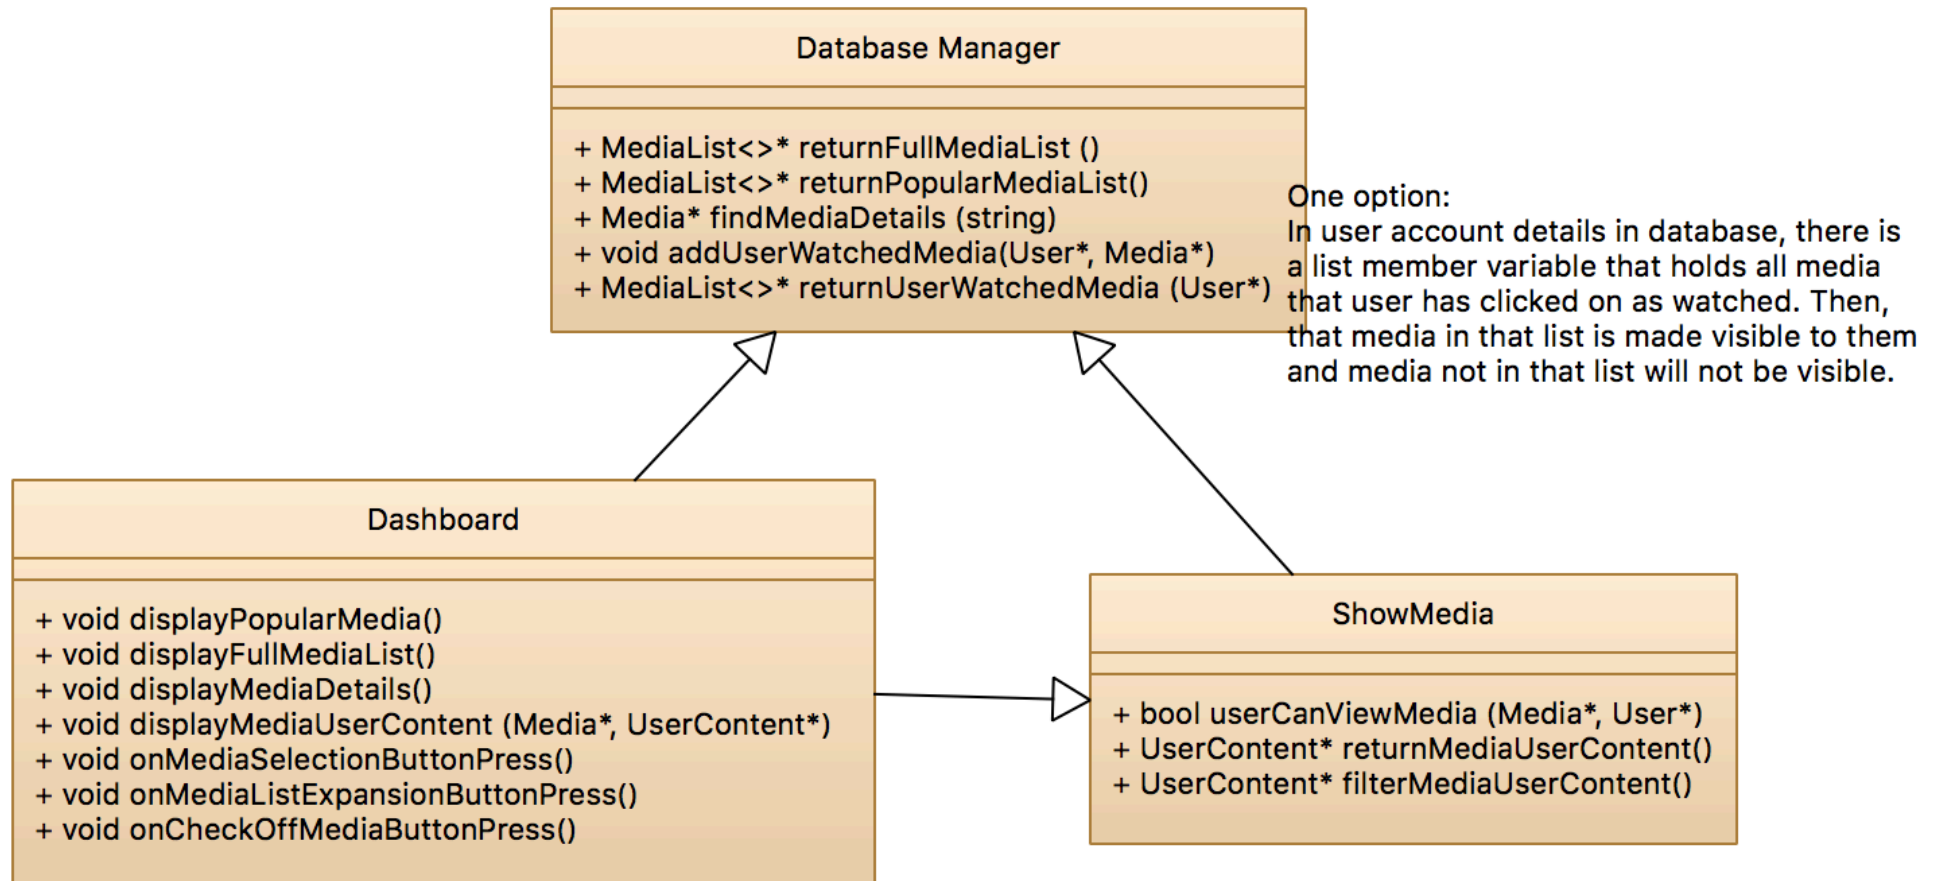 Database Manager
+ MediaList<>* returnFullMediaList ()
+ MediaList<>* returnPopularMediaList()
+ Media* findMediaDetails (string)
+ void addUserWatchedMedia(User*, Media*)
+ MediaList<>* returnUserWatchedMedia (User*)
One option:
In user account details in database, there is
a list member variable that holds all media
that user has clicked on as watched. Then,
that media in that list is made visible to them
and media not in that list will not be visible.
Dashboard
+ void displayPopularMedia()
+ void displayFullMediaList()
+ void displayMediaDetails()
+ void displayMediaUserContent (Media*, UserContent*)
+ void onMediaSelectionButtonPress()
+ void onMediaListExpansionButtonPress()
+ void onCheckOffMediaButtonPress()
ShowMedia
+ bool userCanViewMedia (Media*, User*)
+ UserContent* returnMediaUserContent()
+ UserContent* filterMediaUserContent()